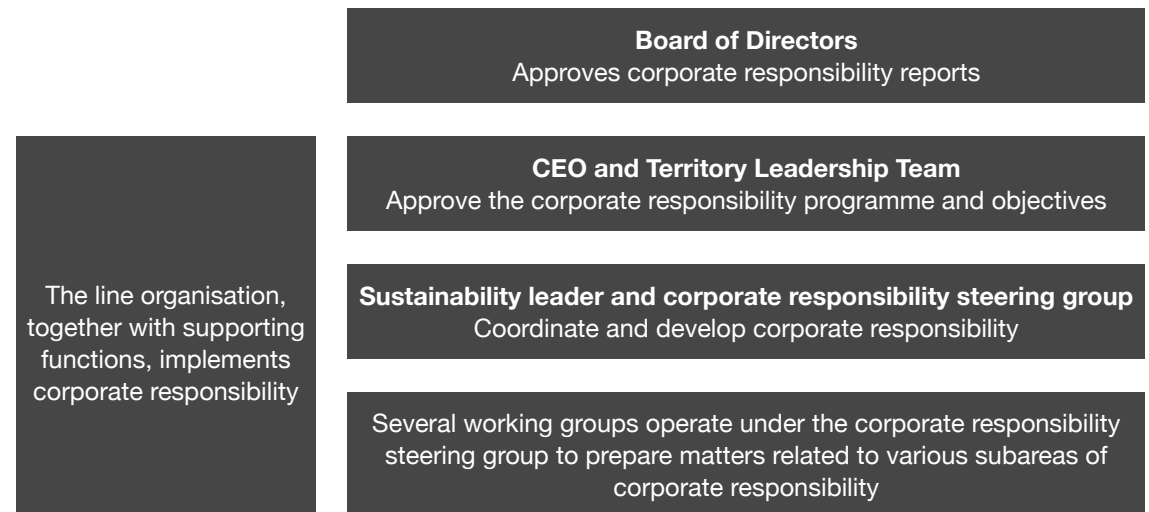 Board of Directors
Approves corporate responsibility reports
CEO and Territory Leadership Team
Approve the corporate responsibility programme and objectives
The line organisation,
together with supporting
functions, implements
corporate responsibility
Sustainability leader and corporate responsibility steering group
Coordinate and develop corporate responsibility
Several working groups operate under the corporate responsibility
steering group to prepare matters related to various subareas of
corporate responsibility